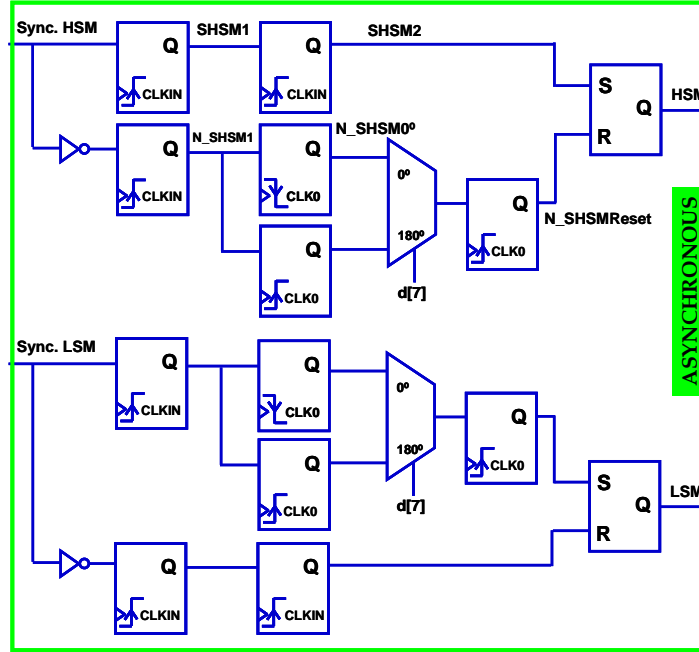 Sync. HSM
Q
SHSM1
Q
SHSM2
CLKIN
CLKIN
S
Q
HSM
R
Q
N_SHSM1
Q
N_SHSM0º
CLKIN
CLK0
0º
180º
d[7]
Q
CLK0
Q
CLK0
N_SHSMReset
ASYNCHRONOUS
Sync. LSM
Q
CLKIN
Q
CLK0
Q
CLK0
0º
180º
d[7]
Q
CLK0
S
Q
LSM
R
Q
CLKIN
Q
CLKIN